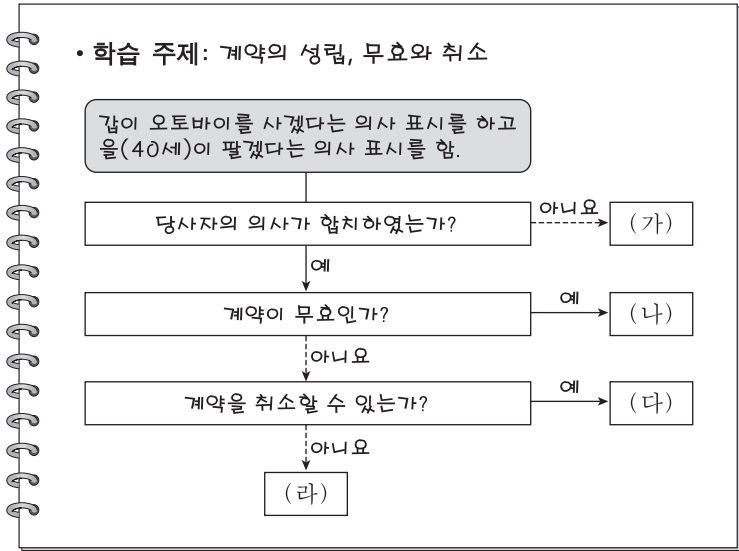 • 학습 주제: 계약의 성립, 무효와 취소
갑이 오토바이를 사겠다는 의사 표시를 하고
을(40세)이 팔겠다는 의사 표시를 함.
당사자의 의사가 합치하였는가?
아니요
(가)
예
계약이 무효인가?
예
(나)
아니요
계약을 취소할 수 있는가?
예
(다)
아니요
(라)